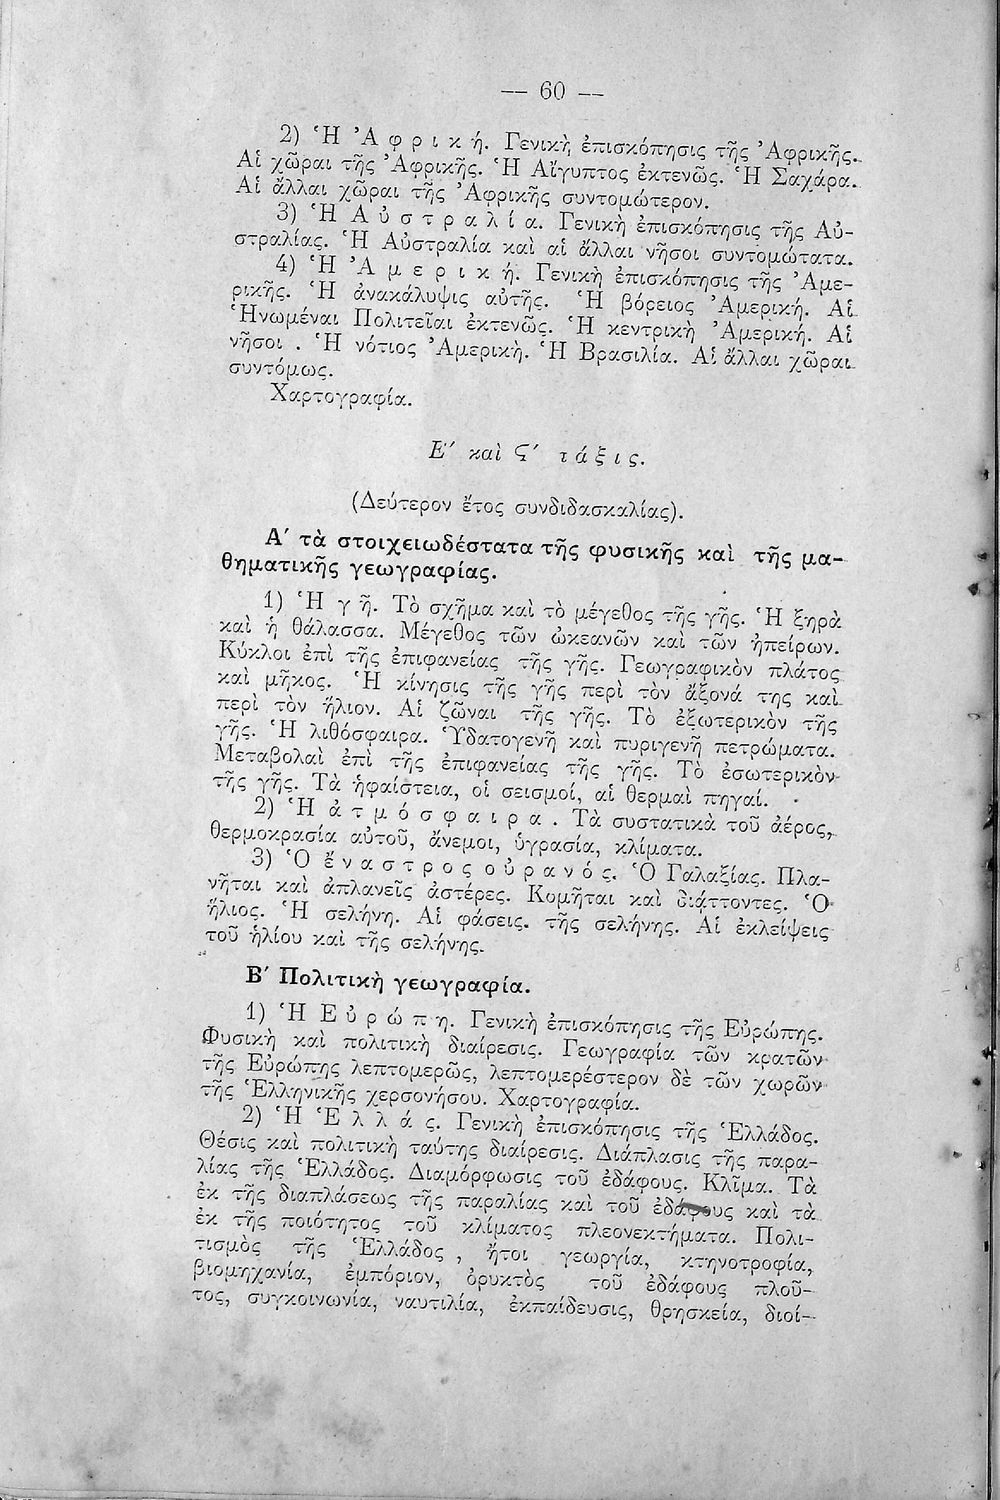 — 60 —
2) Ἡ Ἀ φ ρ ι κ ή. Γενικὴ ἐπισκόπησις τῆς Ἀφρικῆς.
Αἱ χῶραι τῆς Ἀφρικῆς. Ἡ Αἴγυπτος ἐκτενῶς. Ἡ Σαχάρα.
Αἱ ἄλλαι χῶραι τῆς Ἀφρικῆς συντομώτερον.
3) Ἡ Α ὐ σ τ ρ α λ ί α. Γενικὴ ἐπισκόπησις τῆς Αὐ-
στραλίας. Ἡ Αὐστραλία καὶ αἱ ἄλλαι νῆσοι συντομώτατα.
4) Ἡ Ἀ μ ε ρ ι κ ή. Γενικὴ ἐπισκόπησις τῆς Ἀμε-
ρικῆς. Ἡ ἀνακάλυψις αὐτῆς. Ἡ βόρειος Ἀμερική. Αἱ
Ἡνωμέναι Πολιτεῖαι ἐκτενῶς. Ἡ κεντρικὴ Ἀμερική. Αἱ
νῆσοι . Ἡ νότιος Ἀμερική. Ἡ Βρασιλία. Αἱ ἄλλαι χῶραι
συντόμως.
Χαρτογραφία.
Ε΄ καὶ Ϛ΄ τ ά ξ ι ς.
(Δεύτερον ἔτος συνδιδασκαλίας).
Α΄ τὰ στοιχειωδέστατα τῆς φυσικῆς καὶ τῆς μα-
θηματικῆς γεωγραφίας.
1) Ἡ γ ῆ. Τὸ σχῆμα καὶ τὸ μέγεθος τῆς γῆς. Ἡ ξηρὰ
καὶ ἡ θάλασσα. Μέγεθος τῶν ὠκεανῶν καὶ τῶν ἠπείρων.
Κύκλοι ἐπὶ τῆς ἐπιφανείας τῆς γῆς. Γεωγραφικὸν πλάτος
καὶ μῆκος. Ἡ κίνησις τῆς γῆς περὶ τὸν ἄξονά της καὶ
περὶ τὸν ἥλιον. Αἱ ζῶναι τῆς γῆς. Τὸ ἐξωτερικὸν τῆς
γῆς. Ἡ λιθόσφαιρα. Ὑδατογενῆ καὶ πυριγενῆ πετρώματα.
Μεταβολαὶ ἐπὶ τῆς ἐπιφανείας τῆς γῆς. Τὸ ἐσωτερικὸν
τῆς γῆς. Τὰ ἡφαίστεια, οἱ σεισμοί, αἱ θερμαὶ πηγαί.
2) Ἡ ἀ τ μ ό σ φ α ι ρ α . Τὰ συστατικὰ τοῦ ἀέρος,
θερμοκρασία αὐτοῦ, ἄνεμοι, ὑγρασία, κλίματα.
3) Ὁ ἔ ν α σ τ ρ ο ς ο ὐ ρ α ν ό ς. Ὁ Γαλαξίας. Πλα-
νῆται καὶ ἀπλανεῖς ἀστέρες. Κομῆται καὶ διάττοντες. Ὁ
ἥλιος. Ἡ σελήνη. Αἱ φάσεις. τῆς σελήνης. Αἱ ἐκλείψεις
τοῦ ἡλίου καὶ τῆς σελήνης.
Β΄ Πολιτικὴ γεωγραφία.
1) Ἡ Ε ὐ ρ ώ π η. Γενικὴ ἐπισκόπησις τῆς Εὐρώπης.
Φυσικὴ καὶ πολιτικὴ διαίρεσις. Γεωγραφία τῶν κρατῶν
τῆς Εὐρώπης λεπτομερῶς, λεπτομερέστερον δὲ τῶν χωρῶν
τῆς Ἑλληνικῆς χερσονήσου. Χαρτογραφία.
2) Ἡ Ἑ λ λ ά ς. Γενικὴ ἐπισκόπησις τῆς Ἑλλάδος.
Θέσις καὶ πολιτικὴ ταύτης διαίρεσις. Διάπλασις τῆς παρα-
λίας τῆς Ἑλλάδος. Διαμόρφωσις τοῦ ἐδάφους. Κλῖμα. Τὰ
ἐκ τῆς διαπλάσεως τῆς παραλίας καὶ τοῦ ἐδάφους καὶ τὰ
ἐκ τῆς ποιότητος τοῦ κλίματος πλεονεκτήματα. Πολι-
τισμὸς τῆς Ἑλλάδος , ἤτοι γεωργία, κτηνοτροφία,
βιομηχανία, ἐμπόριον, ὀρυκτὸς τοῦ ἐδάφους πλοῦ-
τος, συγκοινωνία, ναυτιλία, ἐκπαίδευσις, θρησκεία, διοί-